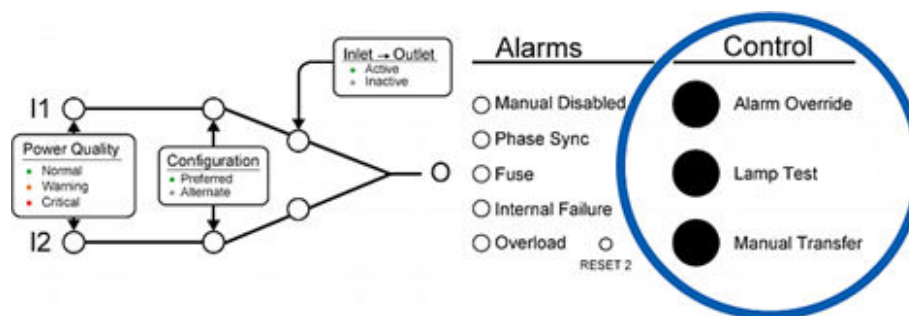 I1
I2
Power Quality
Normal
Warning
Critical
Configuration
Preferred
Alternate
Inlet → Outlet
Active
Inactive
O
Alarms
Manual Disabled
Phase Sync
Fuse
Internal Failure
Overload
RESET 2
Control
Alarm Override
Lamp Test
Manual Transfer